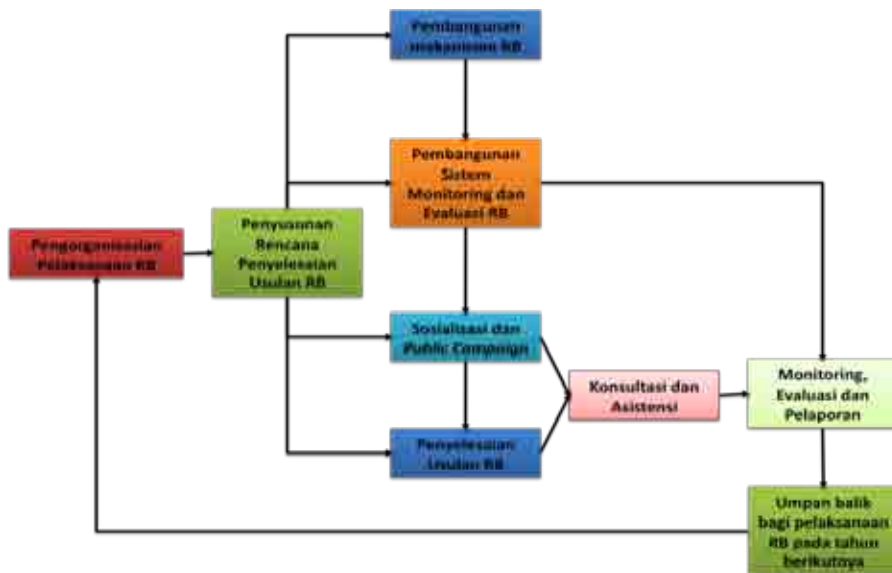 Pembangunan
mekanisme RB
Pembangunan
Sistem
Monitoring dan
Evaluasi RB
Penyusunan
Rencana
Penyelesaian
Usulan RB
Pengorganisasian
Pelaksanaan RB
Sosialisasi dan
Public Campaign
Konsultasi dan
Asistensi
Monitoring,
Evaluasi dan
Pelaporan
Penyelesaian
Usulan RB
Umpan balik
bagi pelaksanaan
RB pada tahun
berikutnya